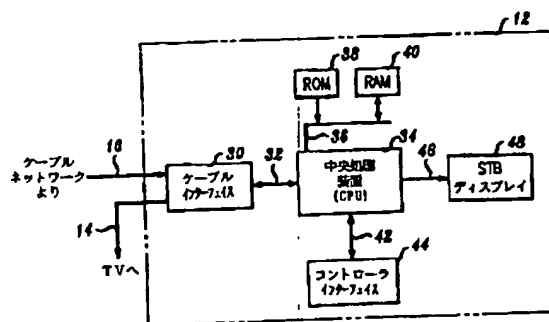 12
38
40
ROM
RAM
36
34
ケーブル
ネットワーク
より
16
30
ケーブル
インターフェイス
32
中央処理
装置
(CPU)
46
48
STB
ディスプレイ
14
TVへ
42
44
コントローラ
インターフェイス